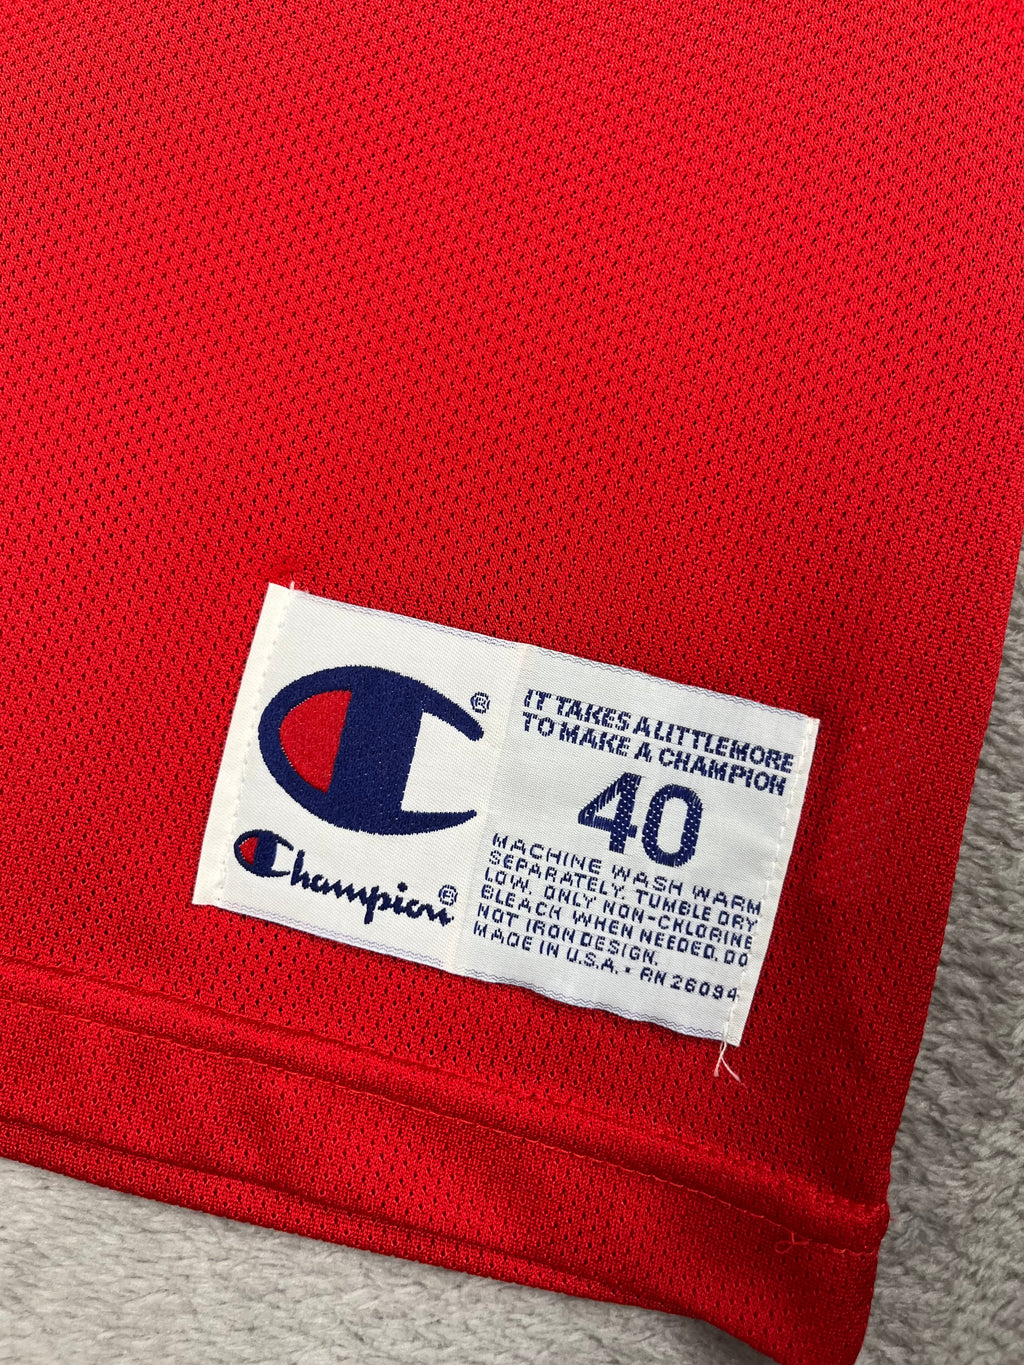 Champion®
IT TAKES A LITTLE MORE
TO MAKE A CHAMPION
40
MACHINE WASH WARM
SEPARATELY. TUMBLE DRY
LOW. ONLY NON-CHLORINE
BLEACH WHEN NEEDED. DO
NOT IRON DESIGN.
MADE IN U.S.A. • RN 26094